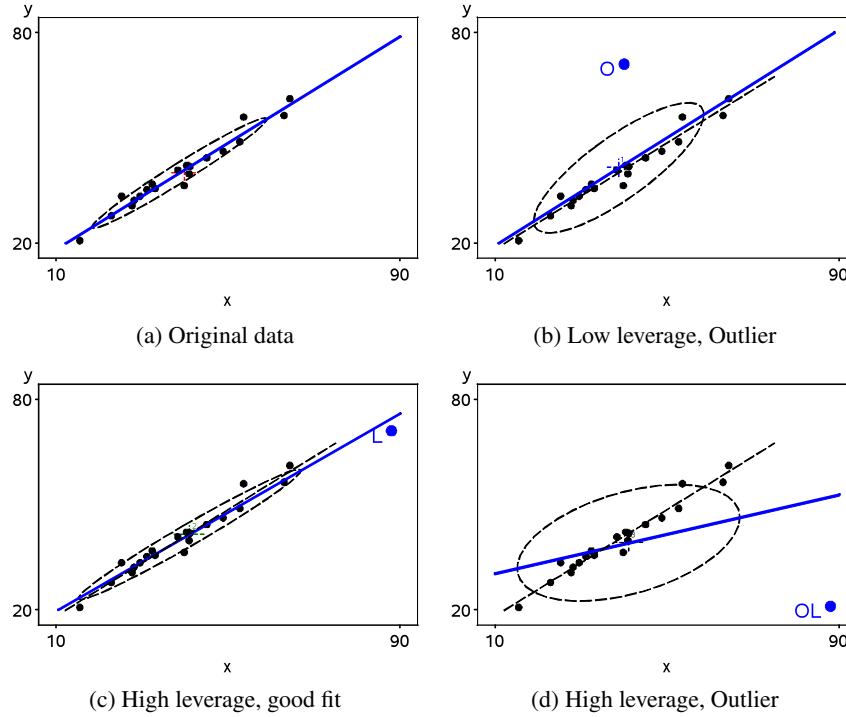 y
80
20
10 90
x
(a) Original data
80
O
20
10 90
x
(b) Low leverage, Outlier
y
80
L
20
10 90
x
(c) High leverage, good fit
y
80
OL
20
10 90
x
(d) High leverage, Outlier